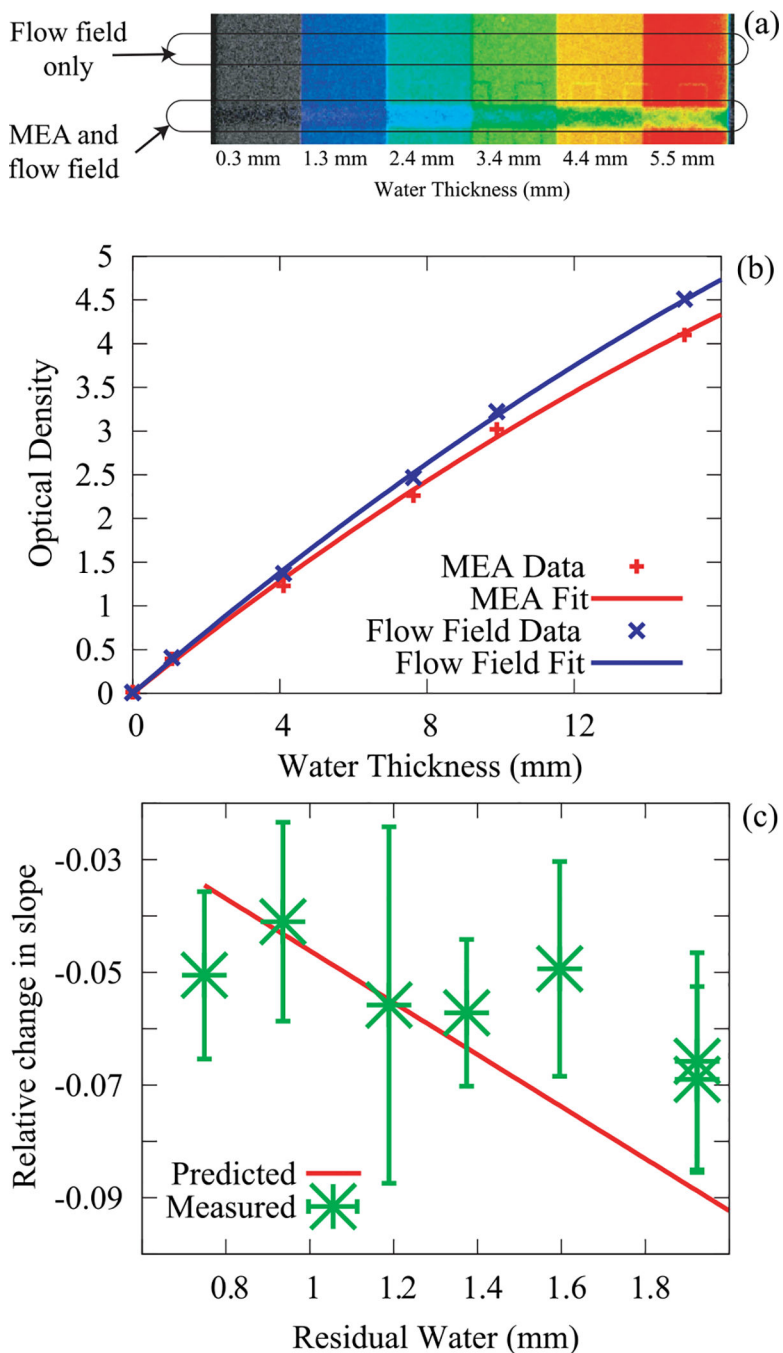 (a)
Flow field
only
MEA and
flow field
0.3 mm 1.3 mm 2.4 mm 3.4 mm 4.4 mm 5.5 mm
Water Thickness (mm)
(b)
5
4.5
4
3.5
3
2.5
2
1.5
1
0.5
0
Optical Density
MEA Data
MEA Fit
Flow Field Data
Flow Field Fit
0 4 8 12
Water Thickness (mm)
(c)
-0.03
-0.05
-0.07
-0.09
Relative change in slope
Predicted
Measured
0.8 1 1.2 1.4 1.6 1.8
Residual Water (mm)